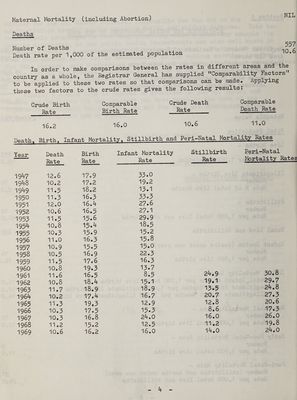 Maternal Mortality (including Abortion) NIL
Deaths
Number of Deaths 557
Death rate per 1,000 of the estimated population 10.6
In order to make comparisons between the rates in different areas and the
country as a whole, the Registrar General has supplied "Comparability Factors"
to be applied to these two rates so that comparisons can be made. Applying
these two factors to the crude rates gives the following results:
Crude Birth Comparable Crude Death Comparable
Rate Birth Rate Rate Death Rate
16.2 16.0 10.6 11.0
Death, Birth, Infant Mortality, Stillbirth and Peri-Natal Mortality Rates
Year Death Birth Infant Mortality Stillbirth Peri-Natal
Rate Rate Rate Rate Mortality Rates
1947 12.6 17.9 33.0
1948 10.2 17.2 19.2
1949 11.5 18.2 13.1
1950 11.3 16.3 33.3
1951 12.0 16.4 27.6
1952 10.6 16.5 27.1
1953 11.5 15.6 29.9
1954 10.8 15.4 18.5
1955 10.3 15.9 15.2
1956 11.0 16.3 15.8
1957 10.9 15.5 15.0
1958 10.5 16.9 22.3
1959 11.5 17.6 16.3
1960 10.8 19.3 13.7
1961 11.6 16.5 8.5 24.9 30.8
1962 10.8 18.4 15.1 19.1 29.7
1963 11.7 18.9 18.9 13.5 24.8
1964 10.2 17.4 16.7 20.7 27.3
1965 11.3 19.3 12.9 12.8 20.6
1966 10.3 17.5 15.3 8.6 17.3
1967 10.3 16.8 24.0 16.0 26.0
1968 11.2 15.2 12.5 11.2 19.8
1969 10.6 16.2 16.0 14.0 24.0
- 4 -